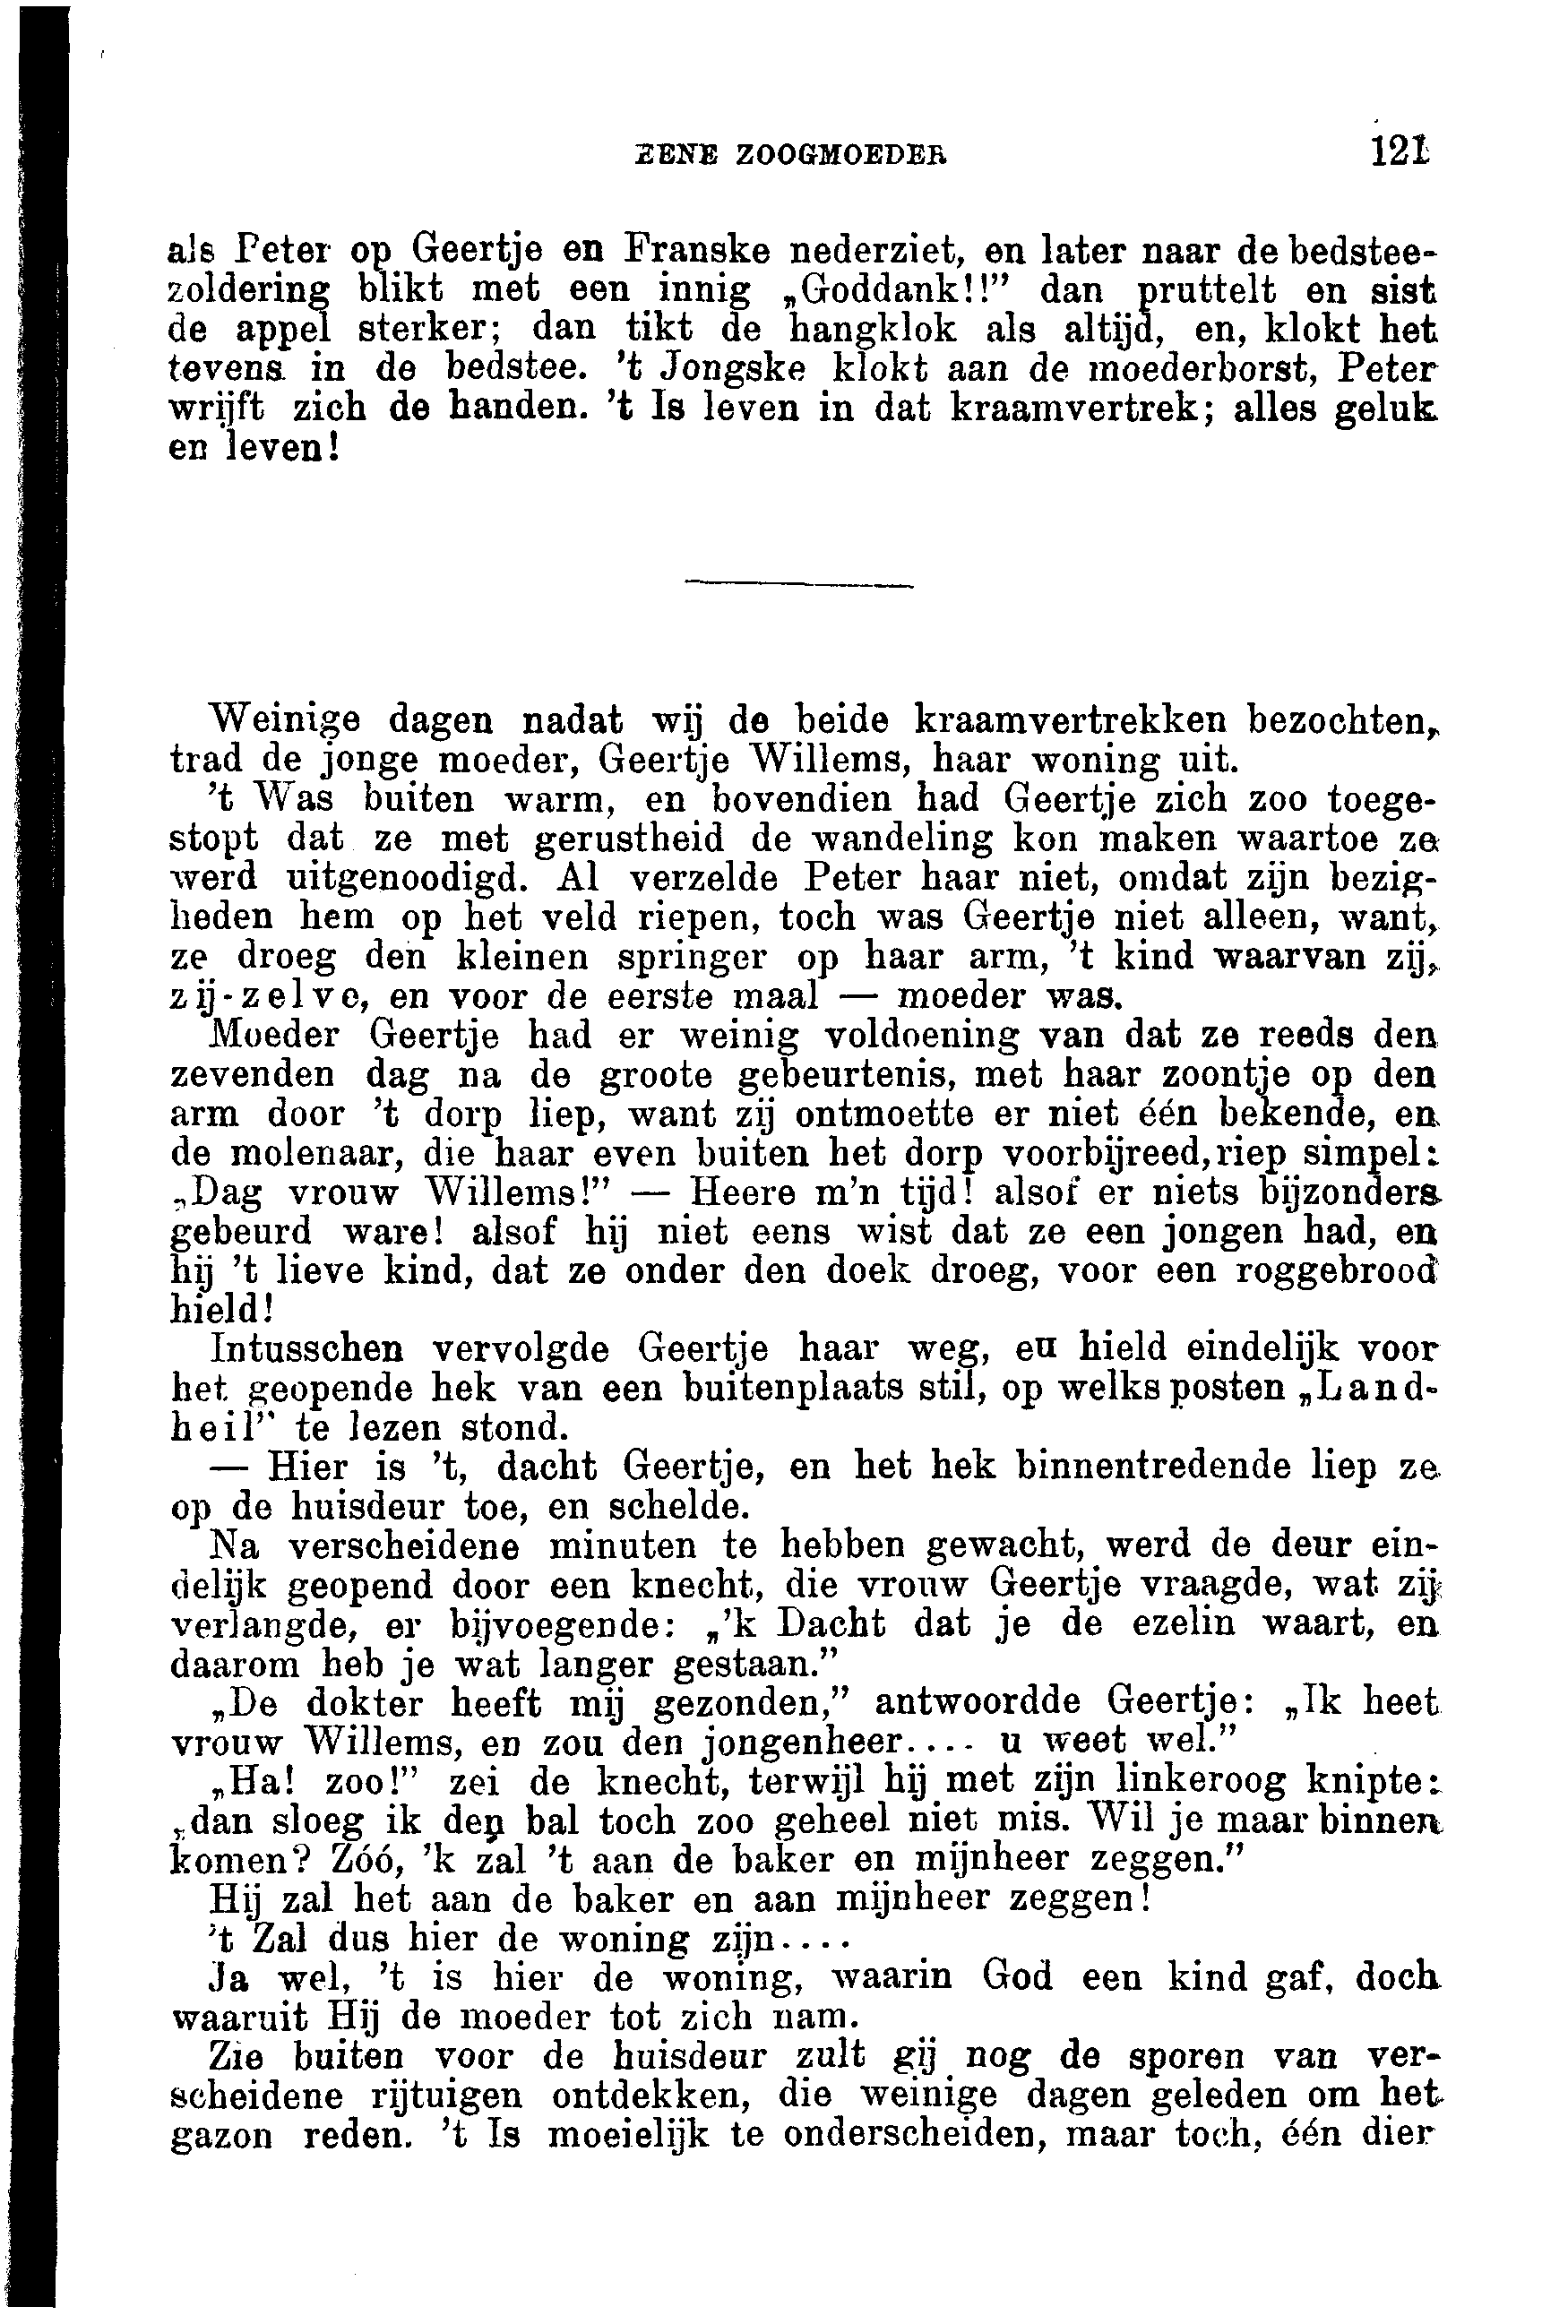 EENE ZOOGMOEDER 121
als Peter op Geertje en Franske nederziet, en later naar de bedstee-
zoldering blikt met een innig „Goddank!!” dan pruttelt en sist
de appel sterker; dan tikt de hangklok als altijd, en, klokt het
tevens in de bedstee. ’t Jongske klokt aan de moederborst, Peter
wrijft zich de handen. ’t Is leven in dat kraamvertrek; alles geluk
en leven!
Weinige dagen nadat wij de beide kraamvertrekken bezochten,
trad de jonge moeder, Geertje Willems, haar woning uit.
’t Was buiten warm, en bovendien had Geertje zich zoo toege-
stopt dat ze met gerustheid de wandeling kon maken waartoe ze
werd uitgenoodigd. Al verzelde Peter haar niet, omdat zijn bezig-
heden hem op het veld riepen, toch was Geertje niet alleen, want,
ze droeg den kleinen springer op haar arm, ’t kind waarvan zij,
zij-zelve, en voor de eerste maal — moeder was.
Moeder Geertje had er weinig voldoening van dat ze reeds den
zevenden dag na de groote gebeurtenis, met haar zoontje op den
arm door ’t dorp liep, want zij ontmoette er niet één bekende, en
de molenaar, die haar even buiten het dorp voorbijreed, riep simpel:
„Dag vrouw Willems!” — Heere m’n tijd! alsof er niets bijzonders
gebeurd ware! alsof hij niet eens wist dat ze een jongen had, en
hij ’t lieve kind, dat ze onder den doek droeg, voor een roggebrood
hield!
Intusschen vervolgde Geertje haar weg, en hield eindelijk voor
het geopende hek van een buitenplaats stil, op welks posten „Land-
heil” te lezen stond.
— Hier is ’t, dacht Geertje, en het hek binnentredende liep ze
op de huisdeur toe, en schelde.
Na verscheidene minuten te hebben gewacht, werd de deur ein-
delijk geopend door een knecht, die vrouw Geertje vraagde, wat zij
verlangde, er bijvoegende: „’k Dacht dat je de ezelin waart, en
daarom heb je wat langer gestaan.”
„De dokter heeft mij gezonden,” antwoordde Geertje: „Ik heet
vrouw Willems, en zou den jongenheer.... u weet wel.”
„Ha! zoo!” zei de knecht, terwijl hij met zijn linkeroog knipte:
„dan sloeg ik den bal toch zoo geheel niet mis. Wil je maar binnen
komen? Zóó, ’k zal ’t aan de baker en mijnheer zeggen.”
Hij zal het aan de baker en aan mijnheer zeggen!
’t Zal dus hier de woning zijn....
Ja wel, ’t is hier de woning, waarin God een kind gaf, doch
waaruit Hij de moeder tot zich nam.
Zie buiten voor de huisdeur zult gij nog de sporen van ver-
scheidene rijtuigen ontdekken, die weinige dagen geleden om het
gazon reden. ’t Is moeielijk te onderscheiden, maar toch, één dier